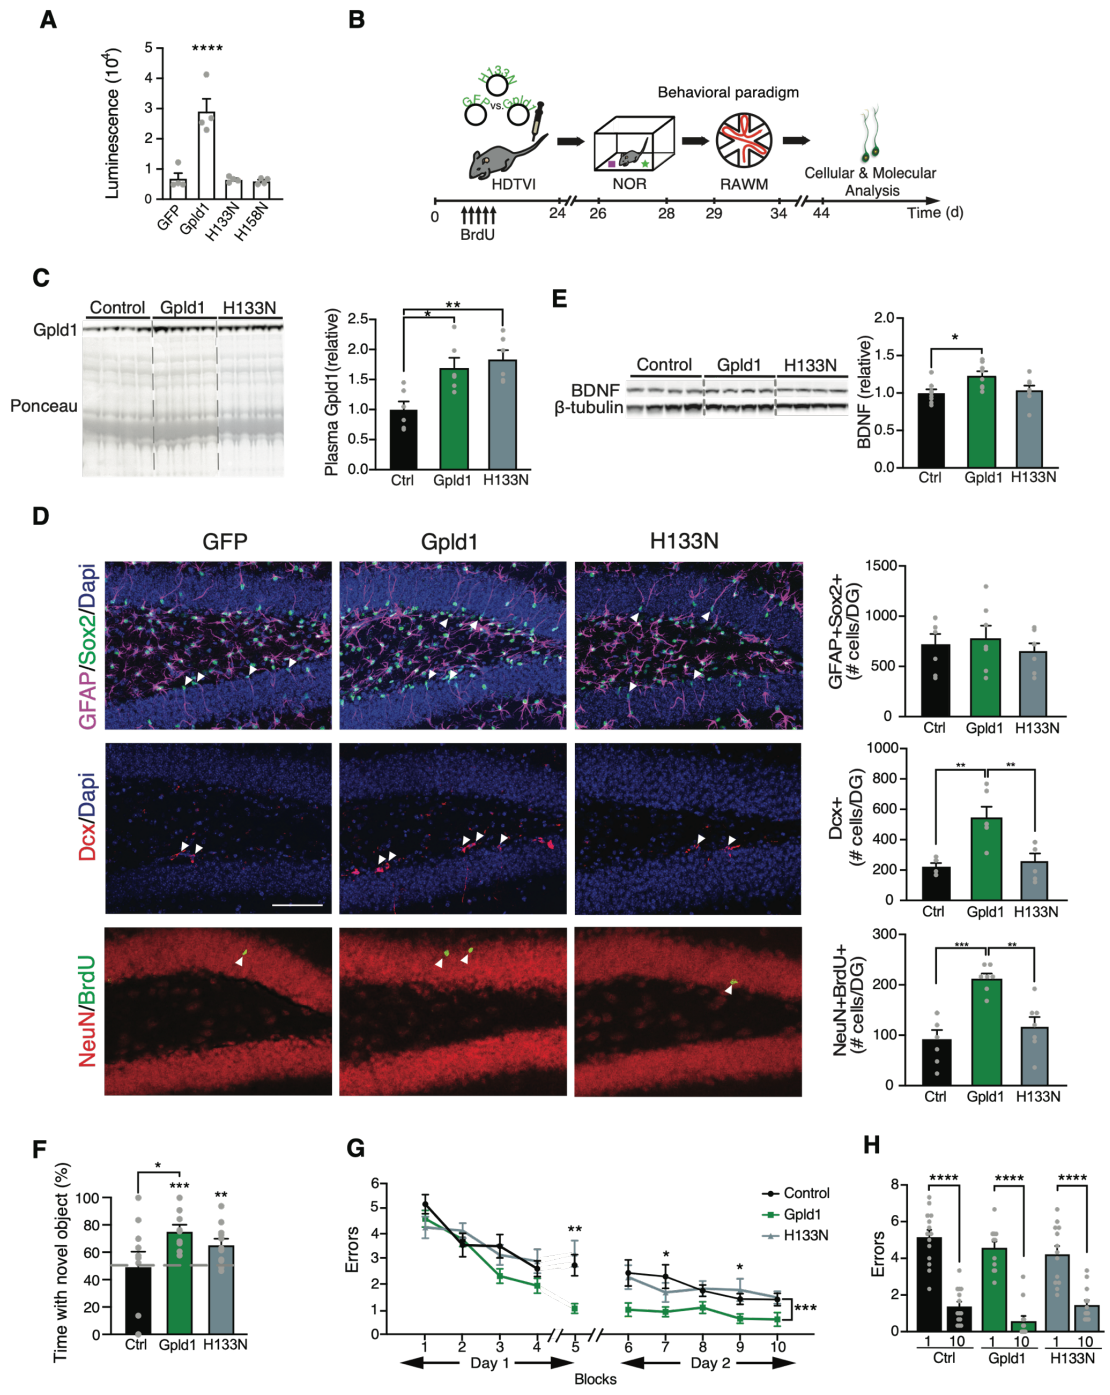 A
Luminescence (10⁴)
5
4
3
2
1
0
****
GFP
Gpld1
H133N
H158N
B
H133N
GFP
vs.
Gpld1
Behavioral paradigm
HDTVI
NOR
RAWM
Cellular & Molecular
Analysis
0
24
26
28
29
34
44
Time (d)
BrdU
C
Control
Gpld1
H133N
Gpld1
Ponceau
Plasma Gpld1(relative)
2.5
2.0
1.5
1.0
0.5
0.0
*
**
Ctrl
Gpld1
H133N
E
Control
Gpld1
H133N
BDNF
β-tubulin
BDNF (relative)
2.0
1.5
1.0
0.5
0.0
*
Ctrl
Gpld1
H133N
D
GFP
Gpld1
H133N
GFAP/Sox2/Dapi
GFAP+Sox2+
(# cells/DG)
1500
1000
500
0
Ctrl
Gpld1
H133N
Dcx/Dapi
Dcx+
(# cells/DG)
1000
800
600
400
200
0
**
**
Ctrl
Gpld1
H133N
NeuN/BrdU
NeuN+BrdU+
(# cells/DG)
300
200
100
0
***
**
Ctrl
Gpld1
H133N
F
Time with novel object (%)
100
80
60
40
20
0
*
***
**
Ctrl
Gpld1
H133N
G
Errors
6
5
4
3
2
1
0
**
*
*
***
Control
Gpld1
H133N
1
2
3
4
5
6
7
8
9
10
Day 1
Day 2
Blocks
H
Errors
8
6
4
2
0
****
****
****
1
10
1
10
1
10
Ctrl
Gpld1
H133N